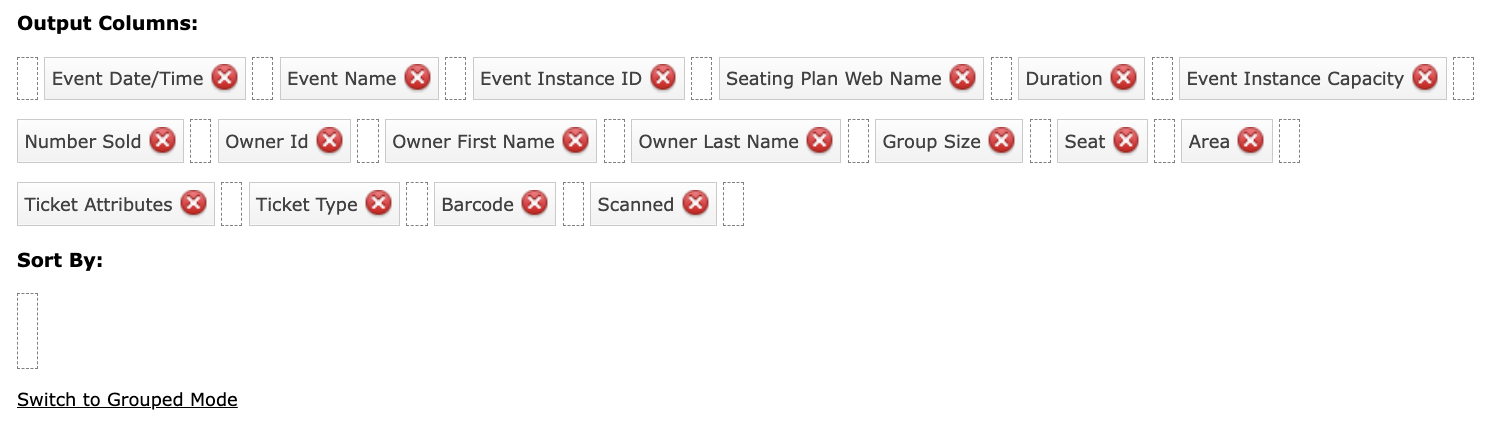 Output Columns:
Event Date/Time Event Name Event Instance ID Seating Plan Web Name Duration Event Instance Capacity
Number Sold Owner Id Owner First Name Owner Last Name Group Size Seat Area
Ticket Attributes Ticket Type Barcode Scanned
Sort By:
Switch to Grouped Mode